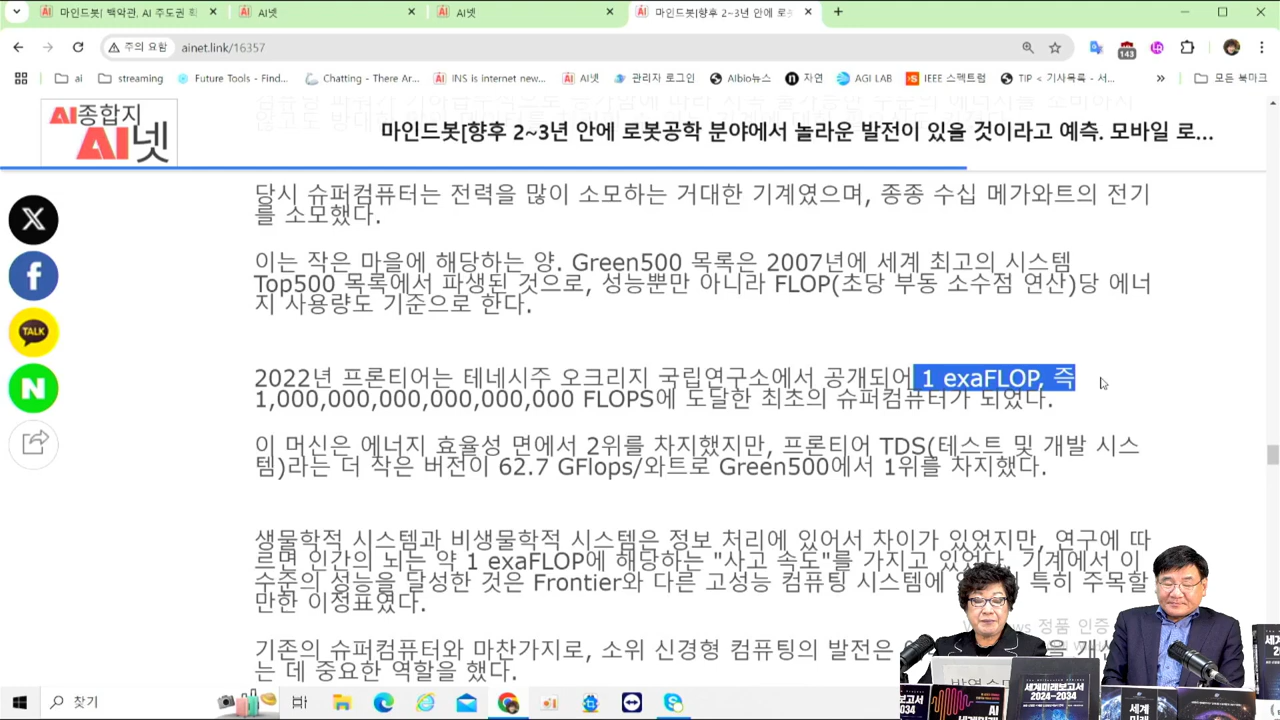 마인드봇[ 백악관, AI 주도권 확
AI넷
AI넷
마인드봇[향후 2~3년 안에 로봇
주의 요함
ainet.link/16357
143
ai
streaming
Future Tools - Find...
Chatting - There Ar...
INS is internet new...
AI넷
관리자 로그인
Albio뉴스
자연
AGI LAB
IEEE 스펙트럼
TIP < 기사목록 - 서...
모든 북마크
AI종합지
AI넷
마인드봇[향후 2~3년 안에 로봇공학 분야에서 놀라운 발전이 있을 것이라고 예측. 모바일 로...
당시 슈퍼컴퓨터는 전력을 많이 소모하는 거대한 기계였으며, 종종 수십 메가와트의 전기
를 소모했다.
이는 작은 마을에 해당하는 양. Green500 목록은 2007년에 세계 최고의 시스템
Top500 목록에서 파생된 것으로, 성능뿐만 아니라 FLOP(초당 부동 소수점 연산)당 에너
지 사용량도 기준으로 한다.
2022년 프론티어는 테네시주 오크리지 국립연구소에서 공개되어 1 exaFLOP, 즉
1,000,000,000,000,000,000 FLOPS에 도달한 최초의 슈퍼컴퓨터가 되었다.
이 머신은 에너지 효율성 면에서 2위를 차지했지만, 프론티어 TDS(테스트 및 개발 시스
템)라는 더 작은 버전이 62.7 GFlops/와트로 Green500에서 1위를 차지했다.
생물학적 시스템과 비생물학적 시스템은 정보 처리에 있어서 차이가 있었지만, 연구에 따
르면 인간의 뇌는 약 1 exaFLOP에 해당하는 "사고 속도"를 가지고 있었다. 기계에서 이
수준의 성능을 달성한 것은 Frontier와 다른 고성능 컴퓨팅 시스템에 특히 주목할
만한 이정표였다.
기존의 슈퍼컴퓨터와 마찬가지로, 소위 신경형 컴퓨팅의 발전은
는 데 중요한 역할을 했다.
TALK
N
정품 인증
찾기
세계미래보고서
2024-2034
AI
세계